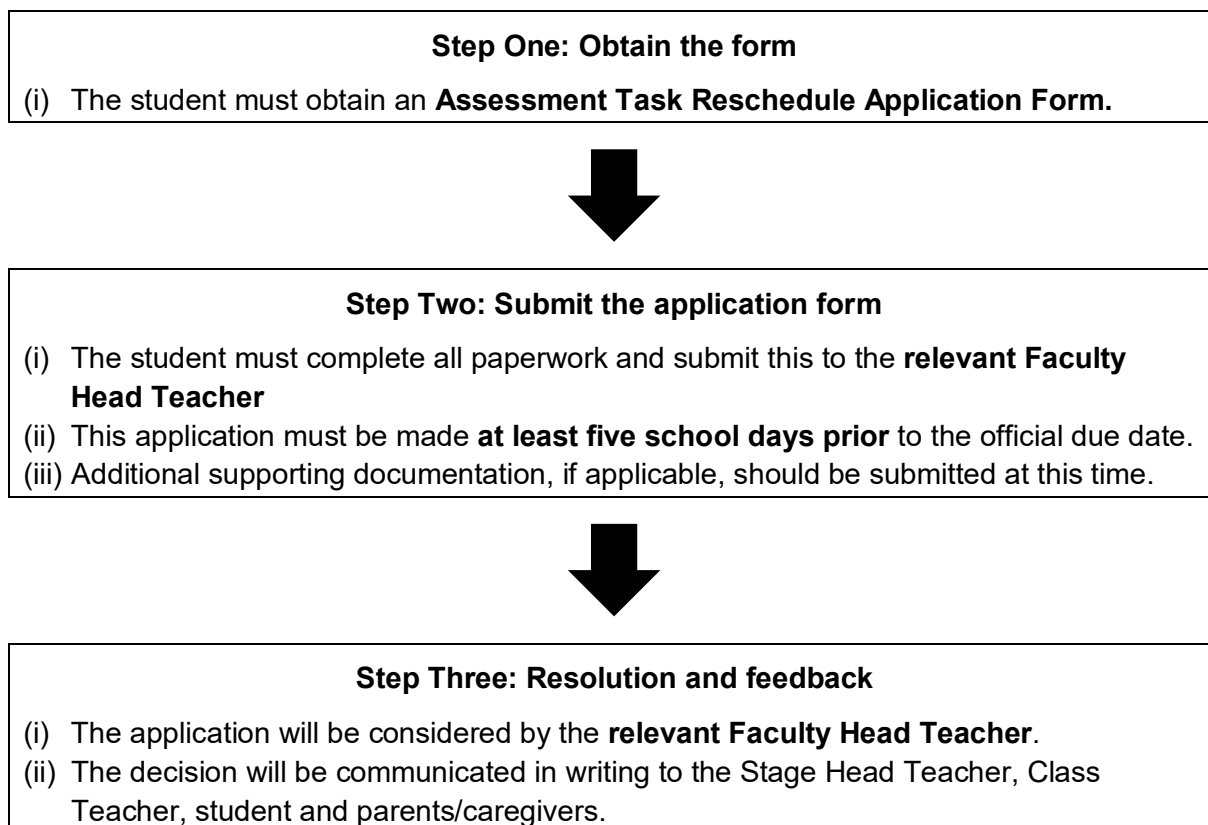 Step One: Obtain the form
(i) The student must obtain an Assessment Task Reschedule Application Form.
Step Two: Submit the application form
(i) The student must complete all paperwork and submit this to the relevant Faculty
Head Teacher
(ii) This application must be made at least five school days prior to the official due date.
(iii) Additional supporting documentation, if applicable, should be submitted at this time.
Step Three: Resolution and feedback
(i) The application will be considered by the relevant Faculty Head Teacher.
(ii) The decision will be communicated in writing to the Stage Head Teacher, Class
Teacher, student and parents/caregivers.